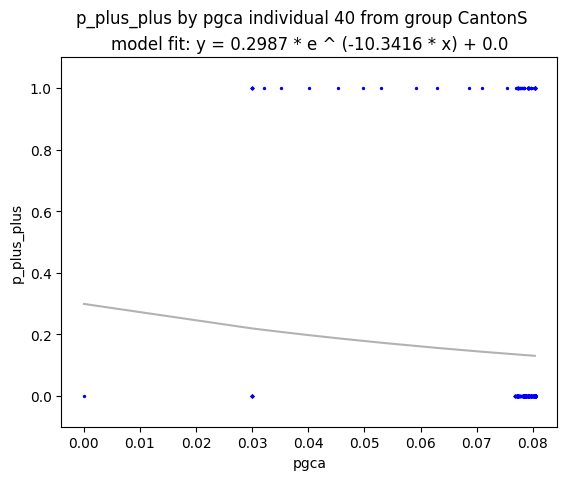 p_plus_plus by pgca individual 40 from group CantonS
model fit: y = 0.2987 * e ^ (-10.3416 * x) + 0.0
1.0
0.8
0.6
0.4
0.2
0.0
p_plus_plus
0.00 0.01 0.02 0.03 0.04 0.05 0.06 0.07 0.08
pgca